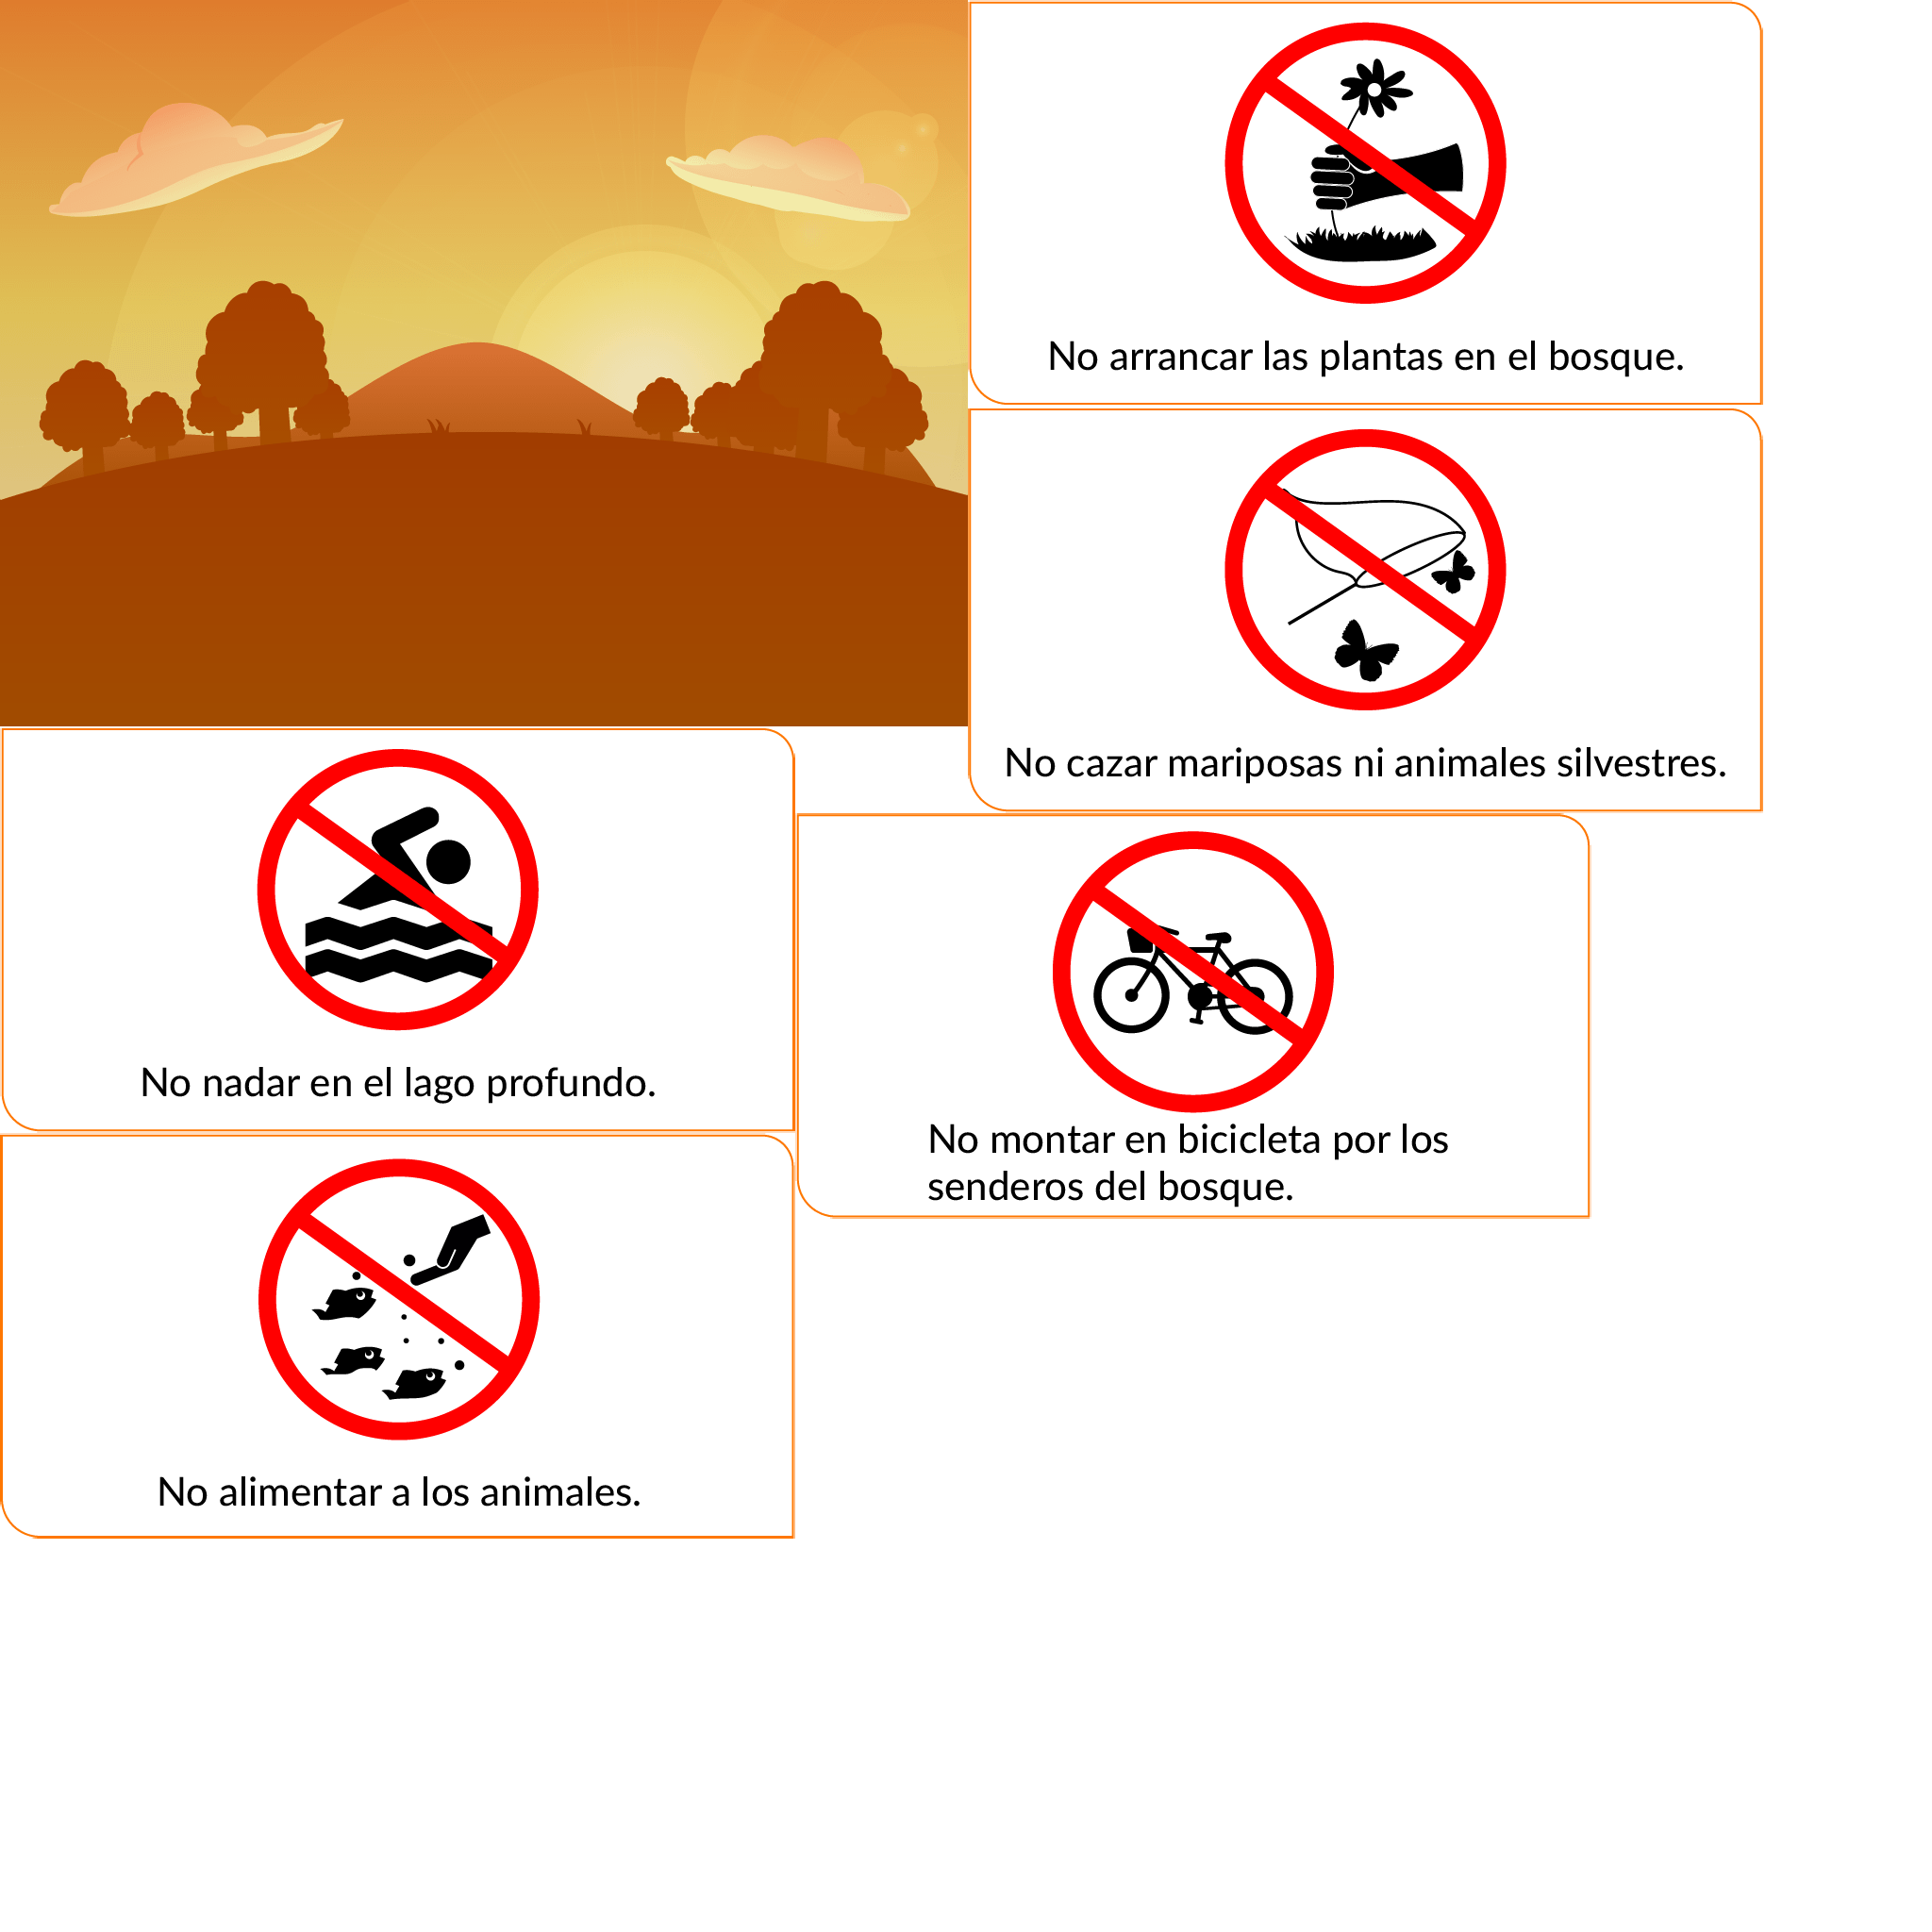 No arrancar las plantas en el bosque.
No cazar mariposas ni animales silvestres.
No nadar en el lago profundo.
No montar en bicicleta por los
senderos del bosque.
No alimentar a los animales.